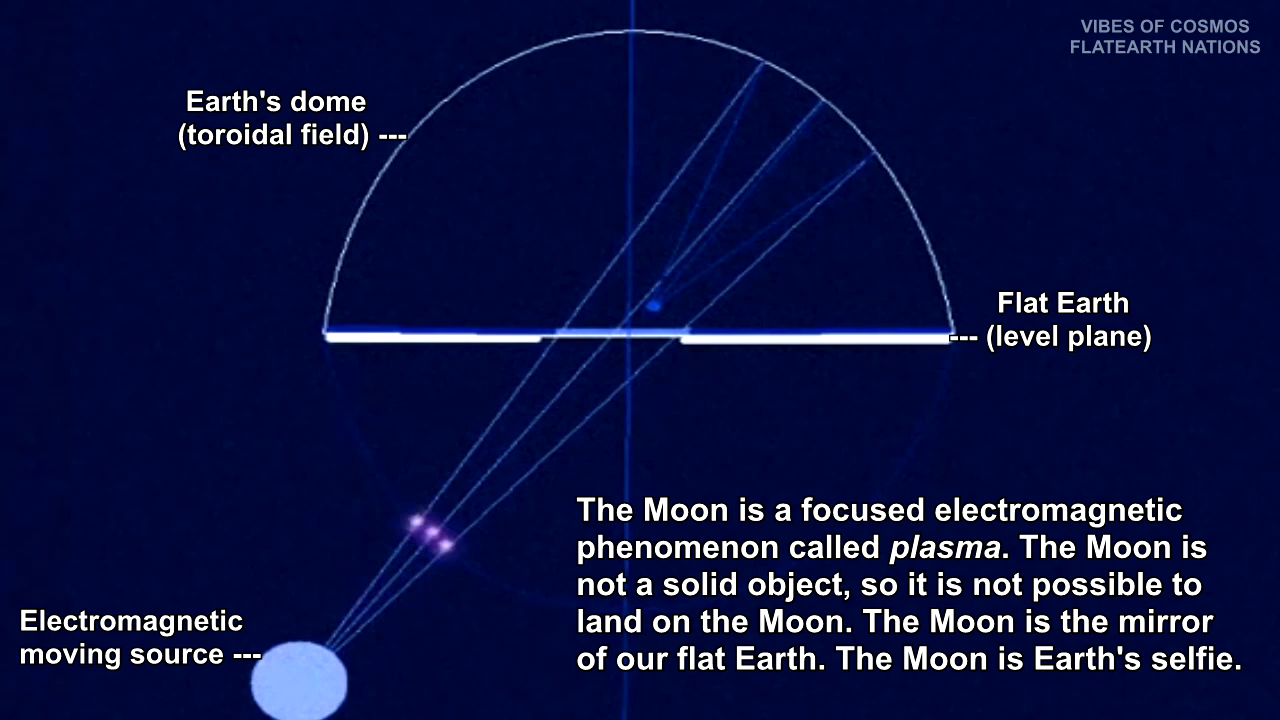 VIBES OF COSMOS
FLATEARTH NATIONS
Earth's dome
(toroidal field) ---
Flat Earth
--- (level plane)
The Moon is a focused electromagnetic
phenomenon called plasma. The Moon is
not a solid object, so it is not possible to
land on the Moon. The Moon is the mirror
of our flat Earth. The Moon is Earth's selfie.
Electromagnetic
moving source ---